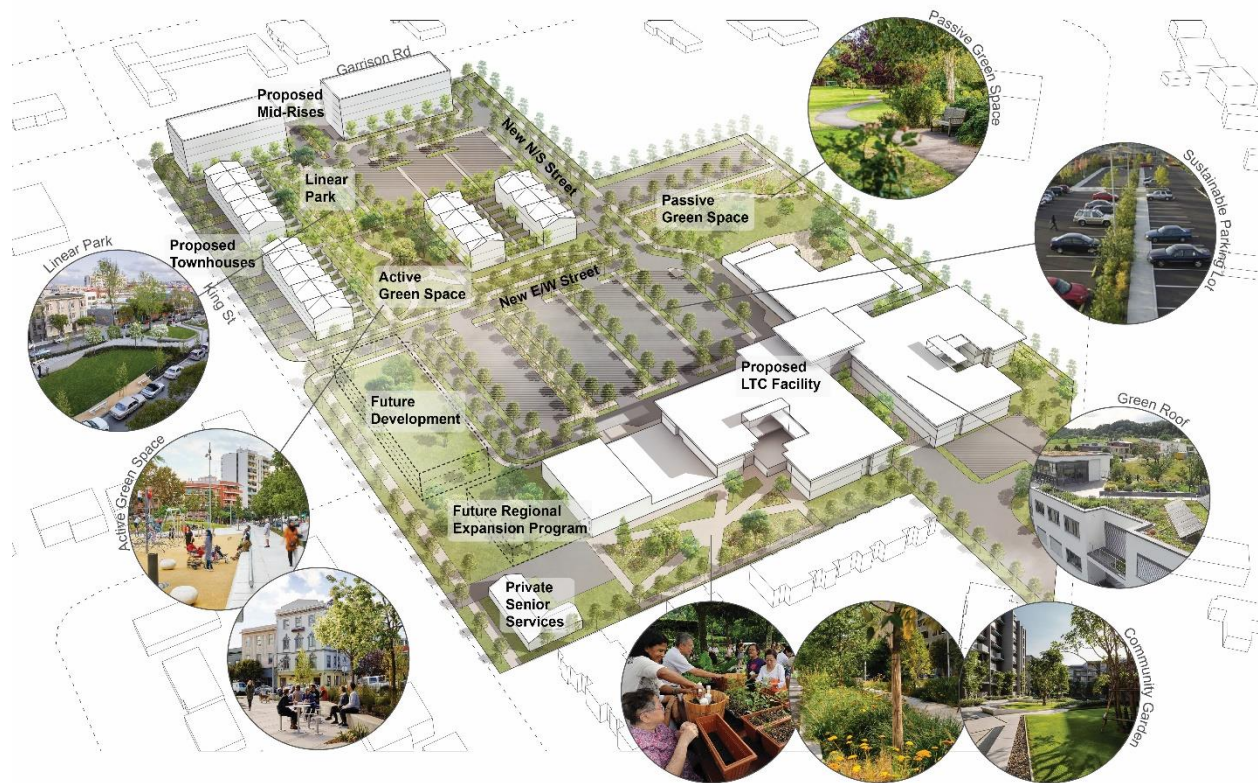 Garrison Rd
Proposed
Mid-Rises
New N/S Street
Passive Green Space
Linear
Park
Passive
Green Space
Sustainable Parking Lot
Linear Park
Proposed
Townhouses
King St
Active
Green Space
New E/W Street
Proposed
LTC Facility
Future
Development
Green Roof
Active Green Space
Future Regional
Expansion Program
Private
Senior
Services
Community Garden